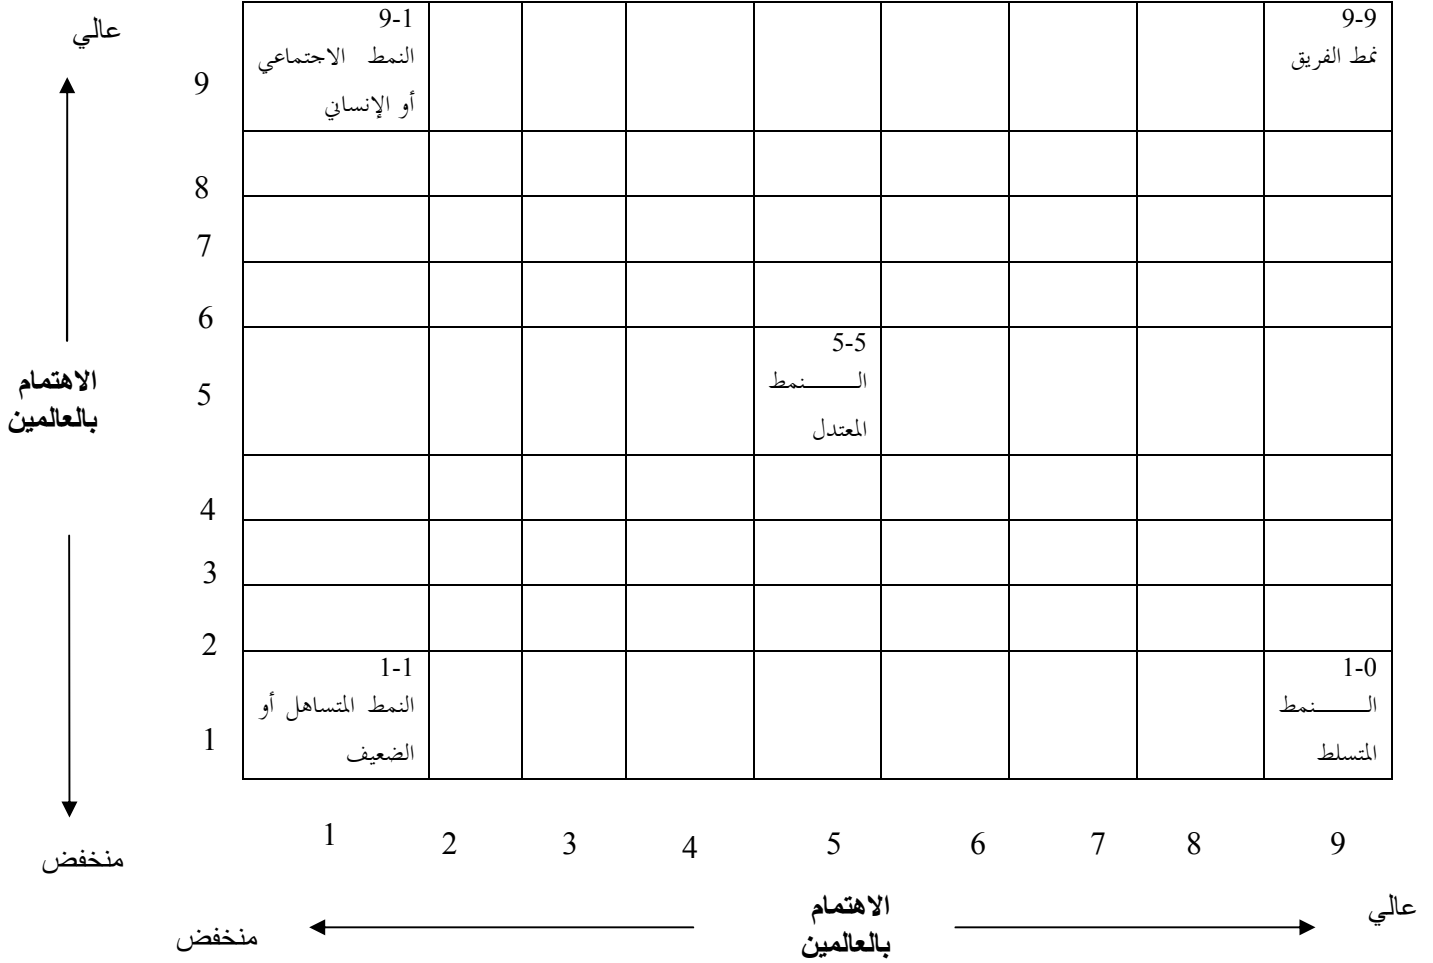 عالي
9-1
النمط الاجتماعي
أو الإنساني
9-9
نمط الفريق
9
8
7
6
5-5
النمط
المعتدل
5
الاهتمام
بالعالمين
4
3
2
1-1
النمط المتساهل أو
الضعيف
1-0
النمط
المتسلط
1
منخفض
1 2 3 4 5 6 7 8 9
الاهتمام
بالعالمين
عالي
منخفض